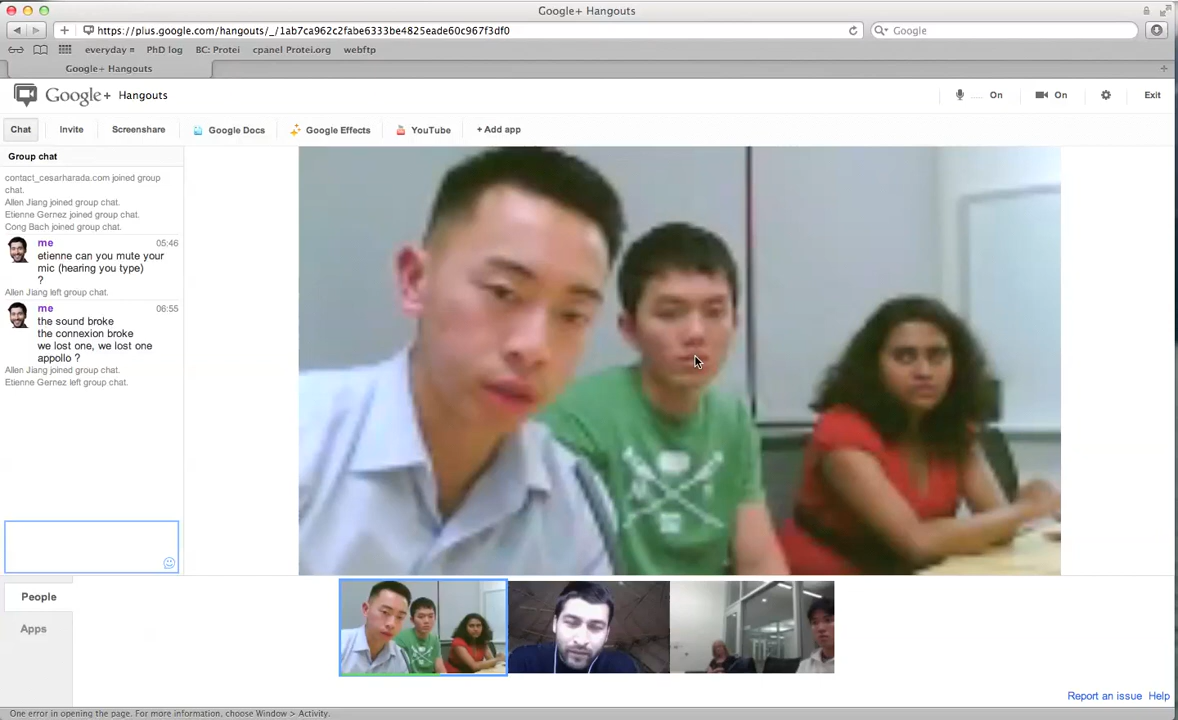 Google+ Hangouts
https://plus.google.com/hangouts/_/1ab7ca962c2fabe6333be4825eade60c967f3df0
Google
everyday PhD log BC: Protei cpanel Protei.org webftp
Google+ Hangouts
Google+ Hangouts
On On Exit
Chat Invite Screenshare Google Docs Google Effects YouTube + Add app
Group chat
contact_cesarharada.com joined group
chat.
Allen Jiang joined group chat.
Etienne Gernez joined group chat.
Cong Bach joined group chat.
me 05:46
etienne can you mute your
mic (hearing you type)
?
Allen Jiang left group chat.
me 06:55
the sound broke
the connexion broke
we lost one, we lost one
appollo ?
Allen Jiang joined group chat.
Etienne Gernez left group chat.
People
Apps
Report an issue Help
One error in opening the page. For more information, choose Window > Activity.